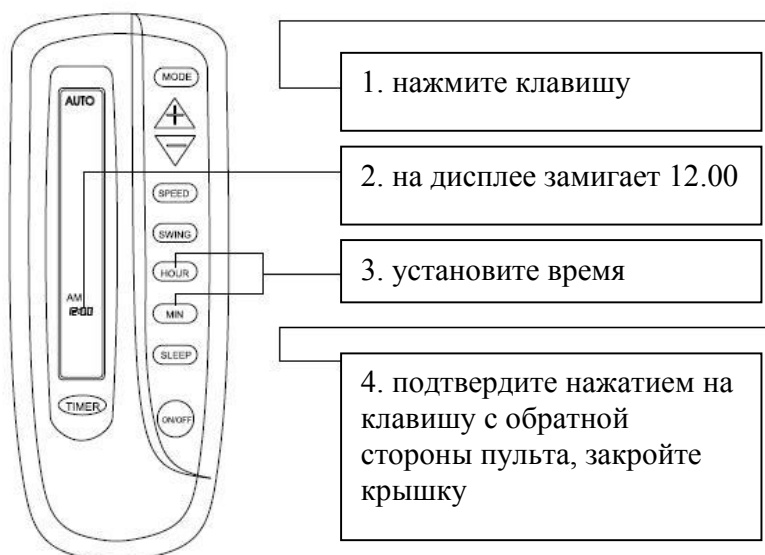 MODE
AUTO
SPEED
SWING
HOUR
AM
12:00
MIN
SLEEP
TIMER
ON/OFF
1. нажмите клавишу
2. на дисплее замигает 12.00
3. установите время
4. подтвердите нажатием на
клавишу с обратной
стороны пульта, закройте
крышку